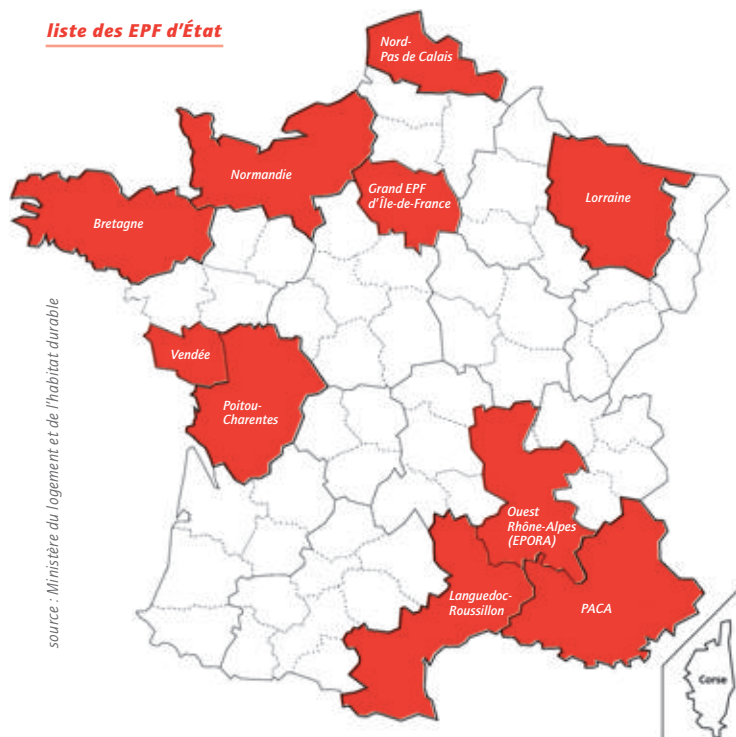 liste des EPF d'État
Nord-
Pas de Calais
Normandie
Grand EPF
d'Île-de-France
Lorraine
Bretagne
Vendée
Poitou-
Charentes
Ouest
Rhône-Alpes
(EPORA)
Languedoc-
Roussillon
PACA
Corse
source : Ministère du logement et de l'habitat durable